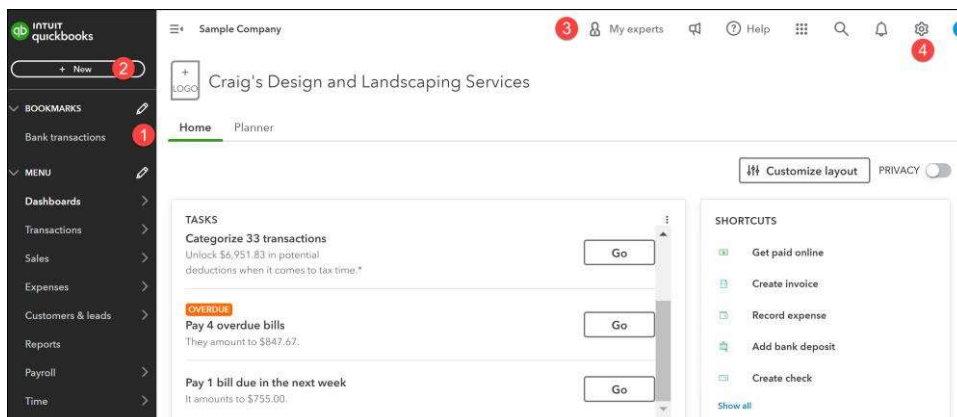 INTUIT
quickbooks
Sample Company
3
My experts
Help
4
+ New
2
+
LOGO
Craig's Design and Landscaping Services
BOOKMARKS
Bank transactions
1
Home
Planner
MENU
Customize layout
PRIVACY
Dashboards
Transactions
Sales
Expenses
Customers & leads
Reports
Payroll
Time
TASKS
Categorize 33 transactions
Unlock $6,951.83 in potential
deductions when it comes to tax time.*
Go
OVERDUE
Pay 4 overdue bills
They amount to $847.67.
Go
Pay 1 bill due in the next week
It amounts to $755.00.
Go
SHORTCUTS
Get paid online
Create invoice
Record expense
Add bank deposit
Create check
Show all